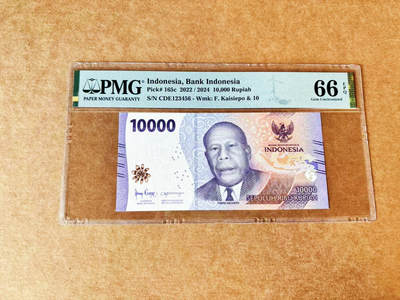 PMG
PAPER MONEY GUARANTY
Indonesia, Bank Indonesia
Pick# 165c 2022 / 2024 10,000 Rupiah
S/N CDE123456 - Wmk: F. Kaisiepo & 10
66 EPQ
Gem Uncirculated
10000
INDONESIA
10000
SEPULUH RIBU RUPIAH